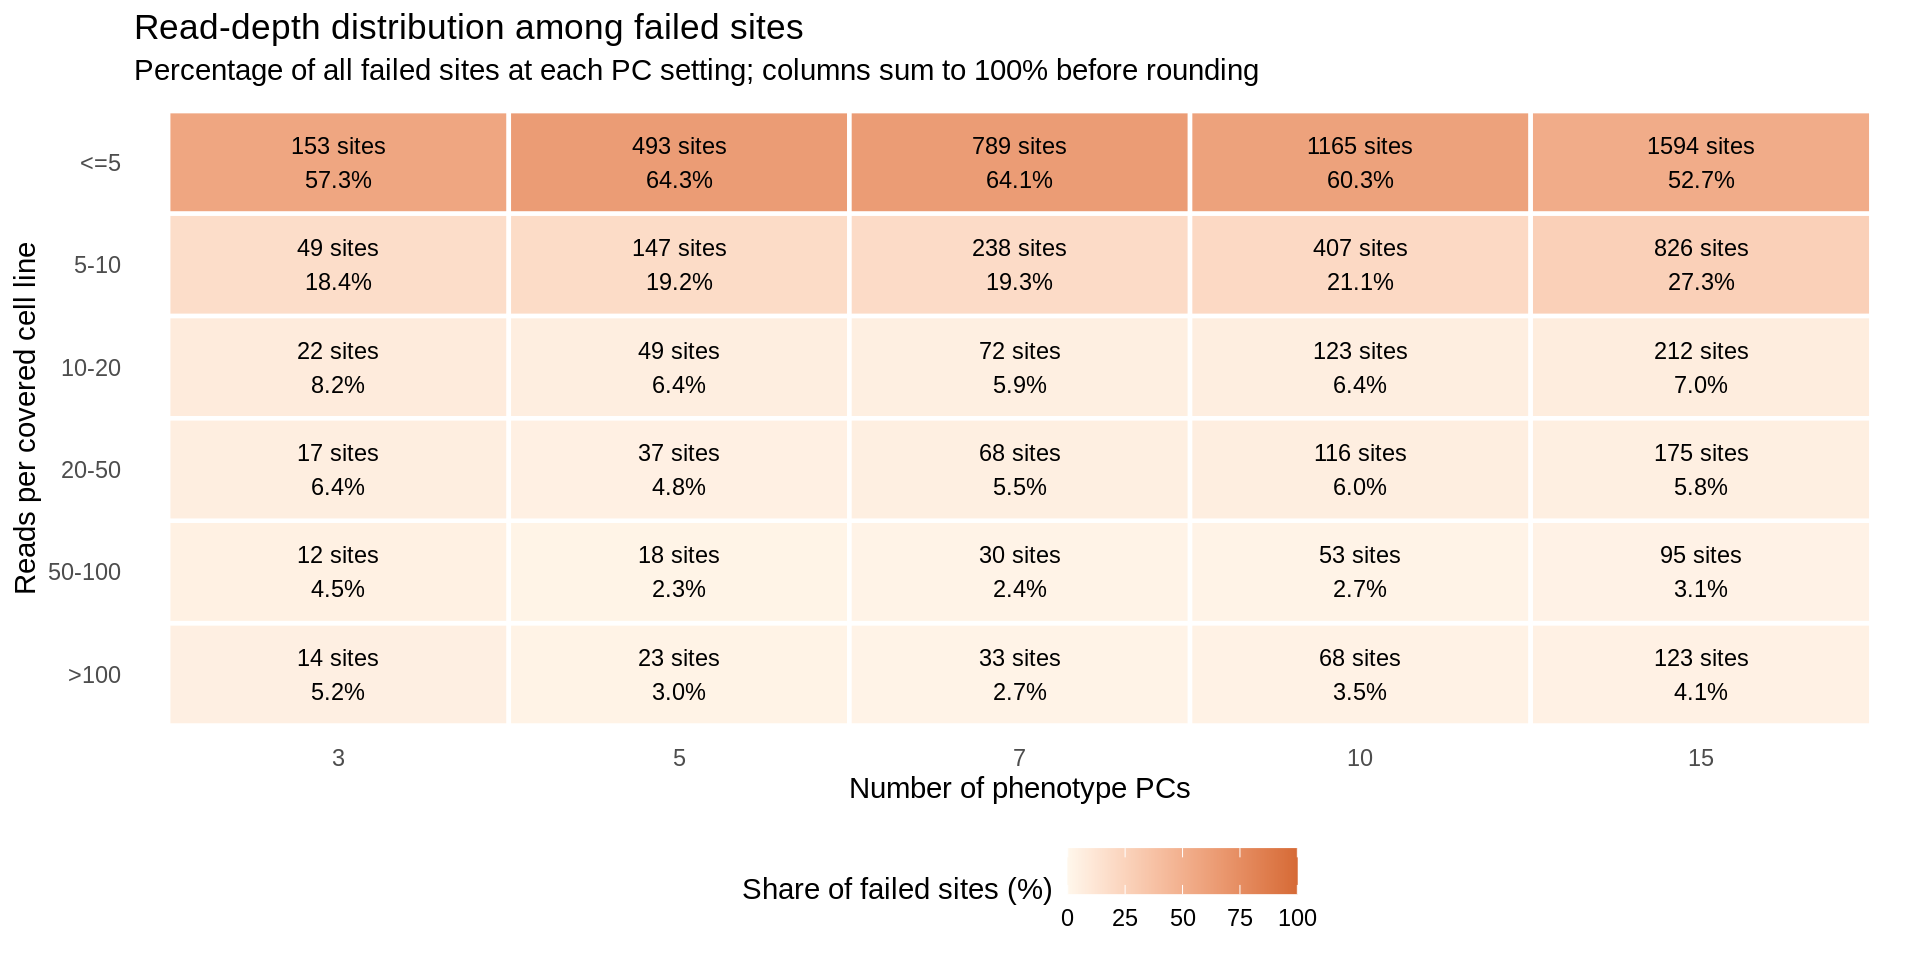 Read-depth distribution among failed sites
Percentage of all failed sites at each PC setting; columns sum to 100% before rounding
Reads per covered cell line
<=5
153 sites
57.3%
493 sites
64.3%
789 sites
64.1%
1165 sites
60.3%
1594 sites
52.7%
5-10
49 sites
18.4%
147 sites
19.2%
238 sites
19.3%
407 sites
21.1%
826 sites
27.3%
10-20
22 sites
8.2%
49 sites
6.4%
72 sites
5.9%
123 sites
6.4%
212 sites
7.0%
20-50
17 sites
6.4%
37 sites
4.8%
68 sites
5.5%
116 sites
6.0%
175 sites
5.8%
50-100
12 sites
4.5%
18 sites
2.3%
30 sites
2.4%
53 sites
2.7%
95 sites
3.1%
>100
14 sites
5.2%
23 sites
3.0%
33 sites
2.7%
68 sites
3.5%
123 sites
4.1%
3 5 7 10 15
Number of phenotype PCs
Share of failed sites (%)
0 25 50 75 100